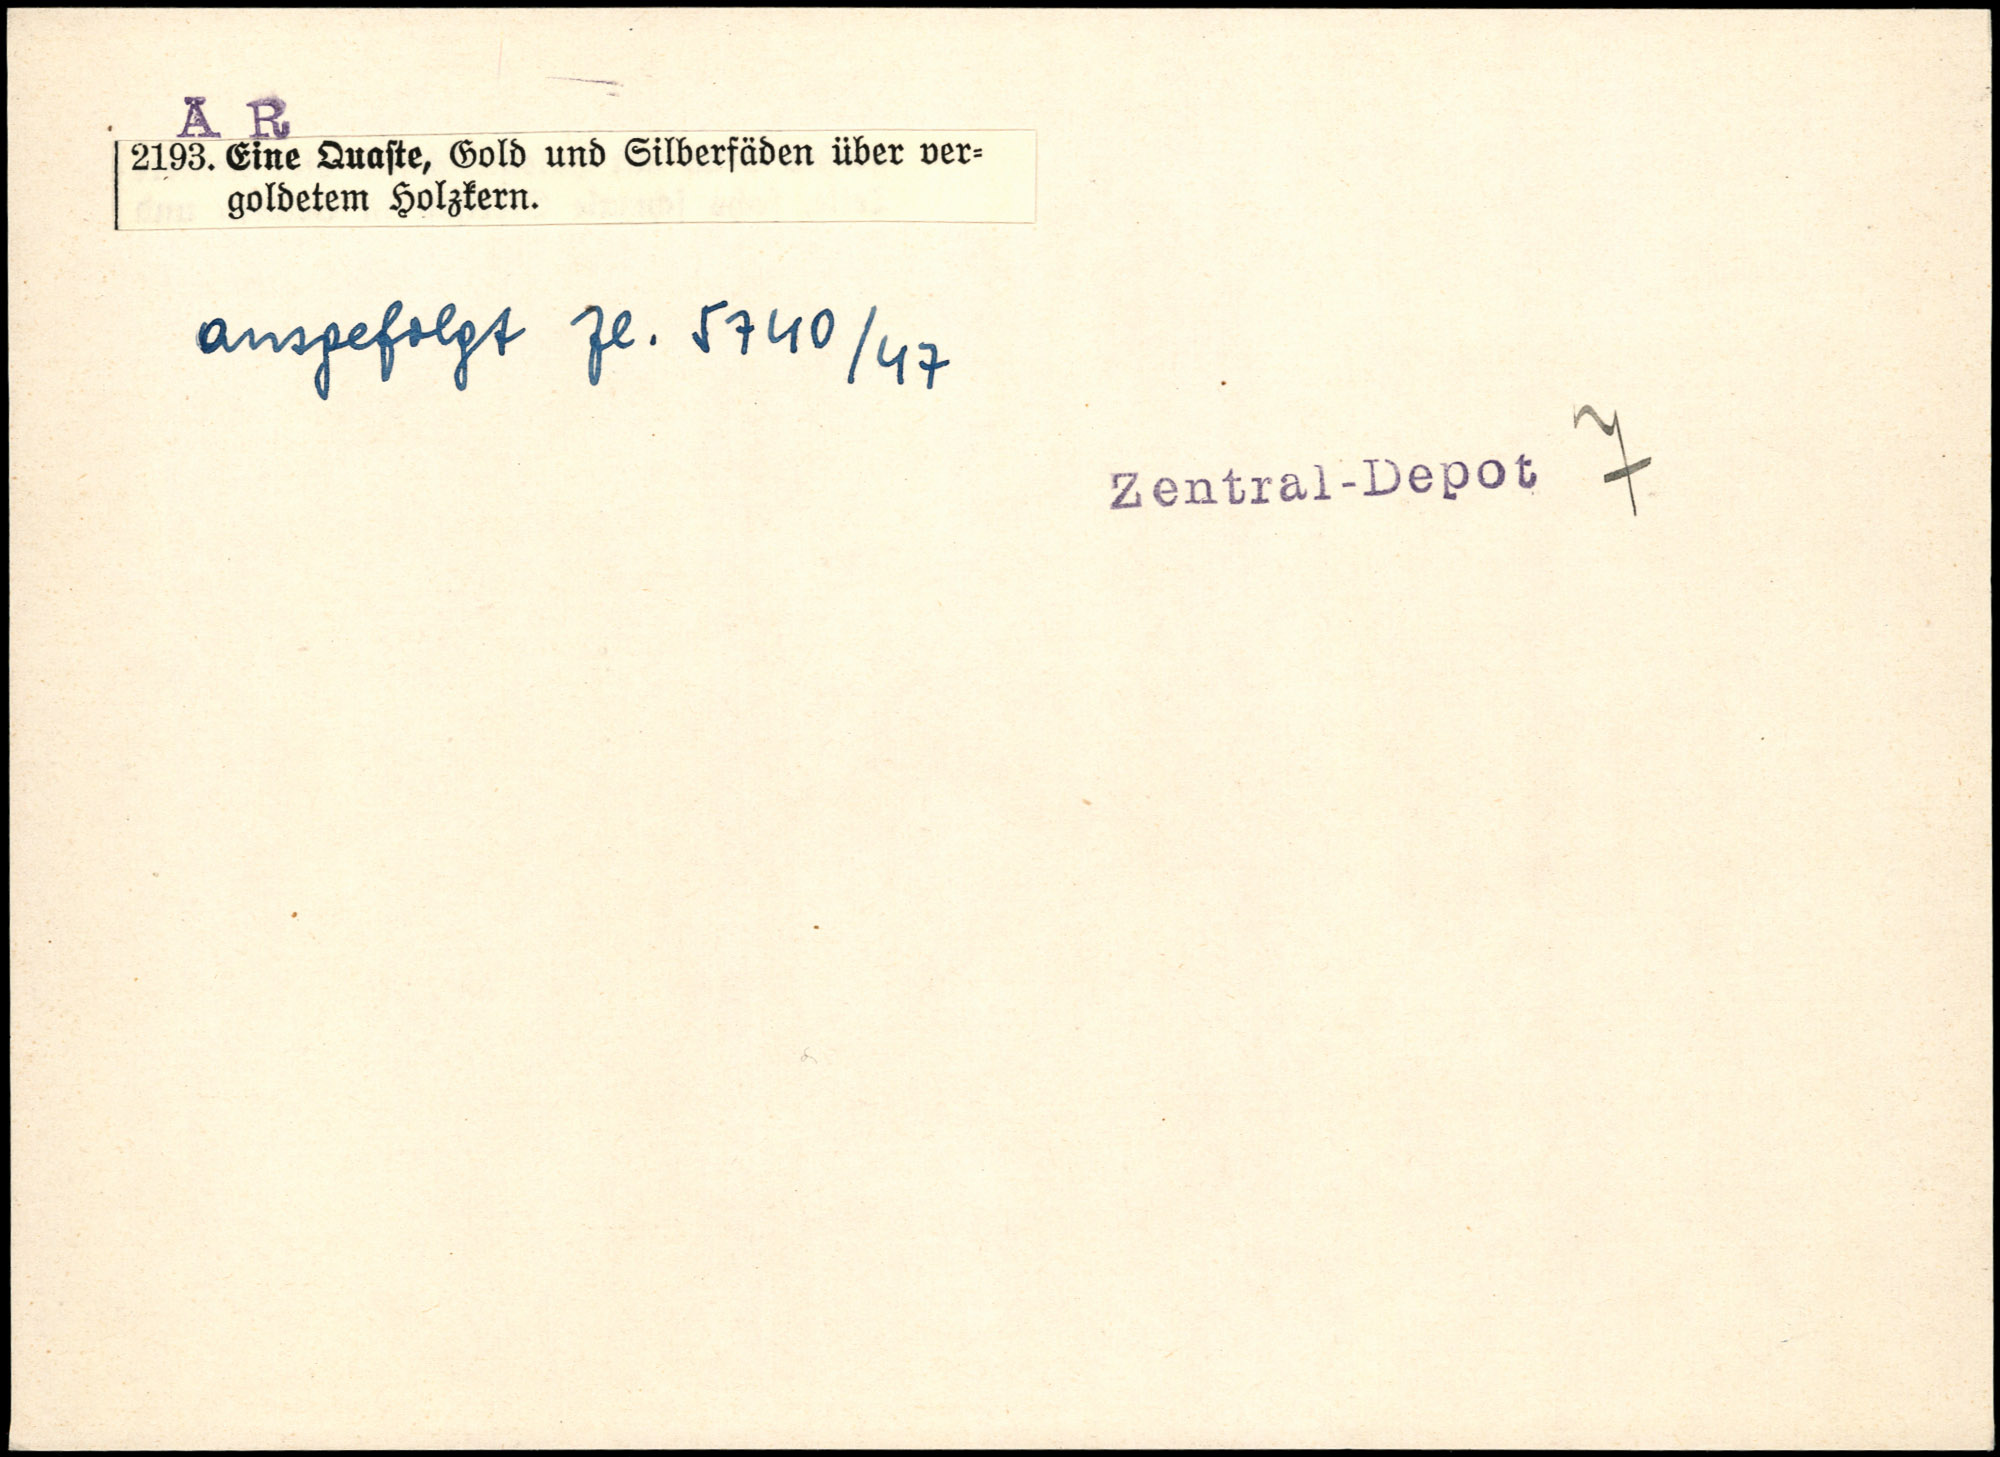 A R
2193. Eine Quaste, Gold und Silberfäden über ver-
goldetem Holzkern.
ausgefolgt Zl. 5740/47
Zentral-Depot 7